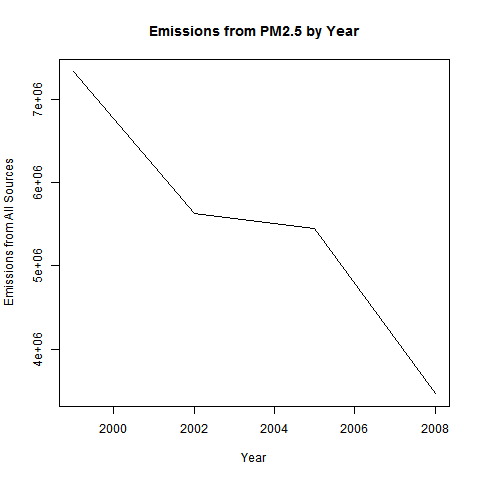 Emissions from PM2.5 by Year
Emissions from All Sources
7e+06
6e+06
5e+06
4e+06
2000 2002 2004 2006 2008
Year